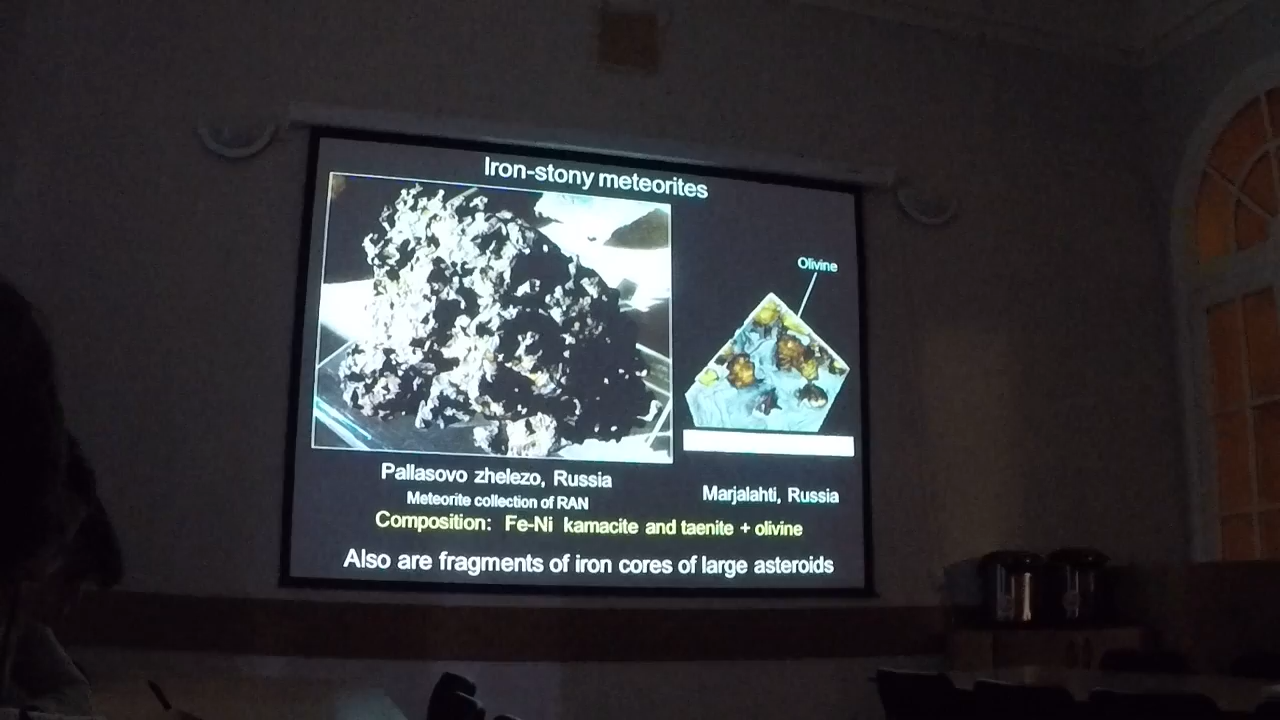 Iron-stony meteorites
Olivine
Pallasovo zhelezo, Russia
Meteorite collection of RAN
Marjalahti, Russia
Composition: Fe-Ni kamacite and taenite + olivine
Also are fragments of iron cores of large asteroids